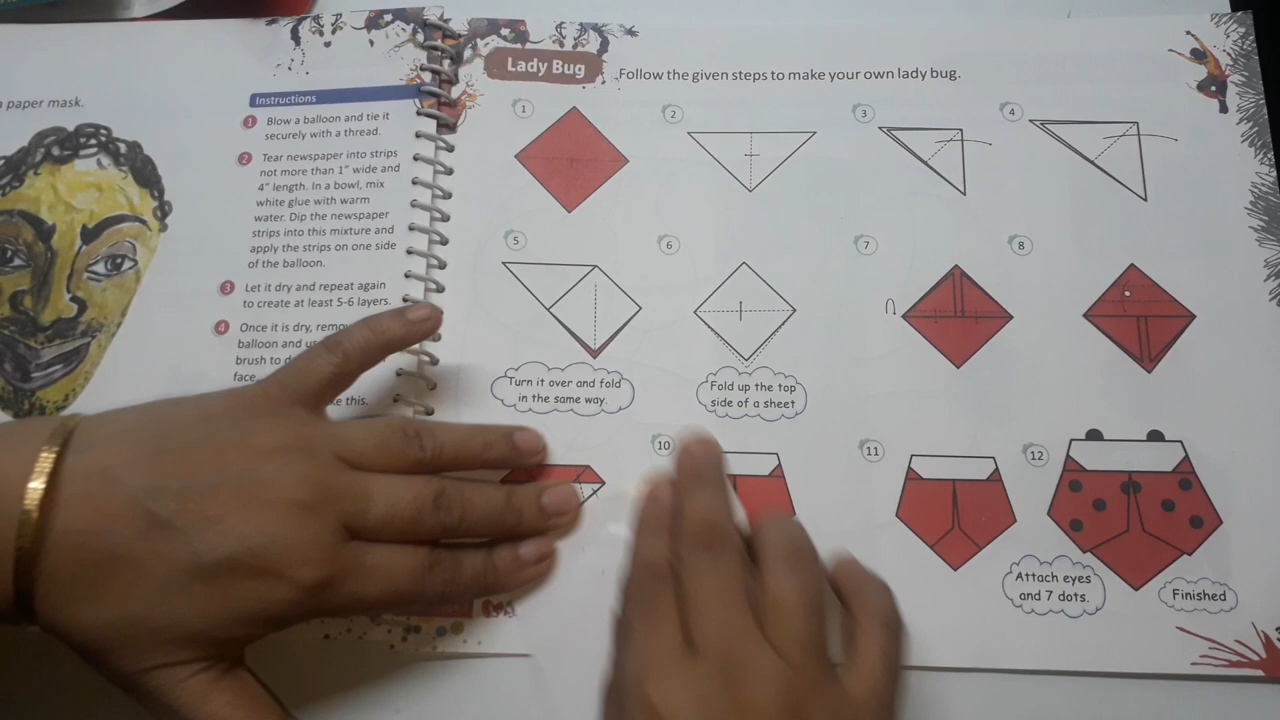 a paper mask.
Instructions
1 Blow a balloon and tie it
securely with a thread.
2 Tear newspaper into strips
not more than 1" wide and
4" length. In a bowl, mix
white glue with warm
water. Dip the newspaper
strips into this mixture and
apply the strips on one side
of the balloon.
3 Let it dry and repeat again
to create at least 5-6 layers.
4 Once it is dry,
balloon and
brush to
face.
this.
Lady Bug
Follow the given steps to make your own lady bug.
1
2
3
4
5
6
7
8
Turn it over and fold
in the same way.
Fold up the top
side of a sheet
10
11
12
Attach eyes
and 7 dots.
Finished